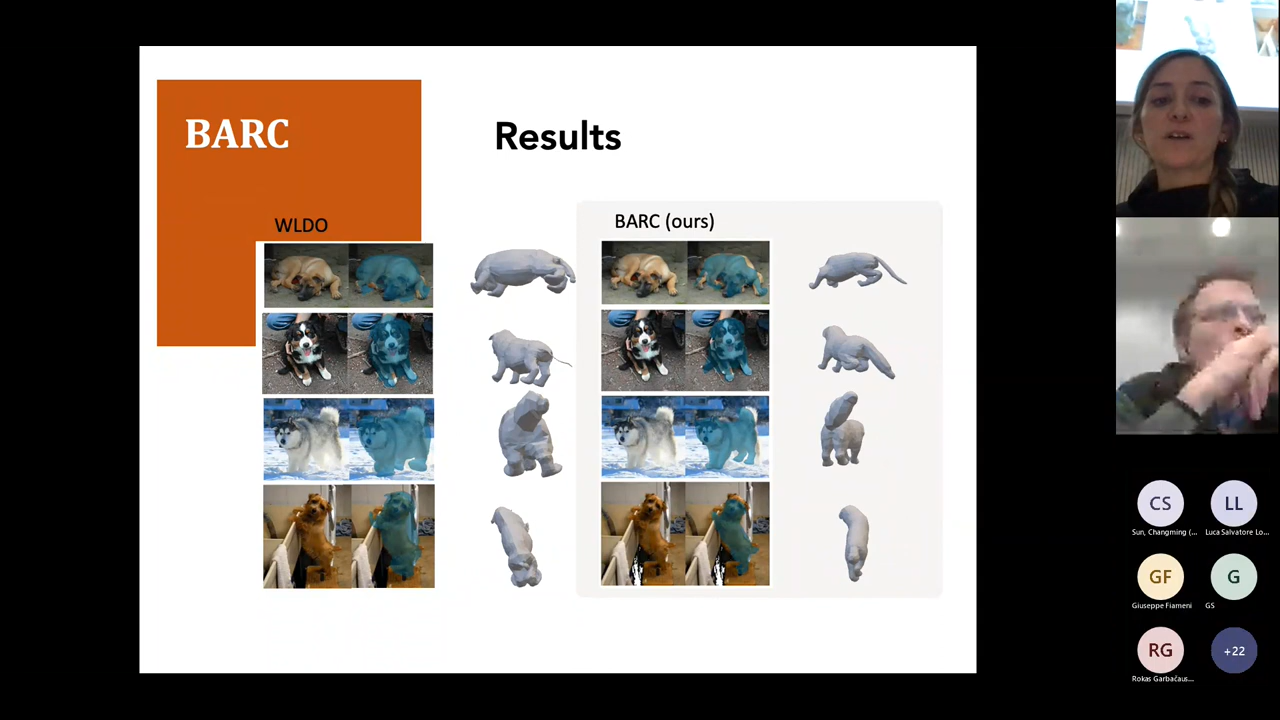 BARC
Results
WLDO
BARC (ours)
CS
LL
Sun, Changming (...
Luca Salvatore Lo...
GF
G
Giuseppe Fiameni
GS
RG
+22
Rokas Garbačaus...